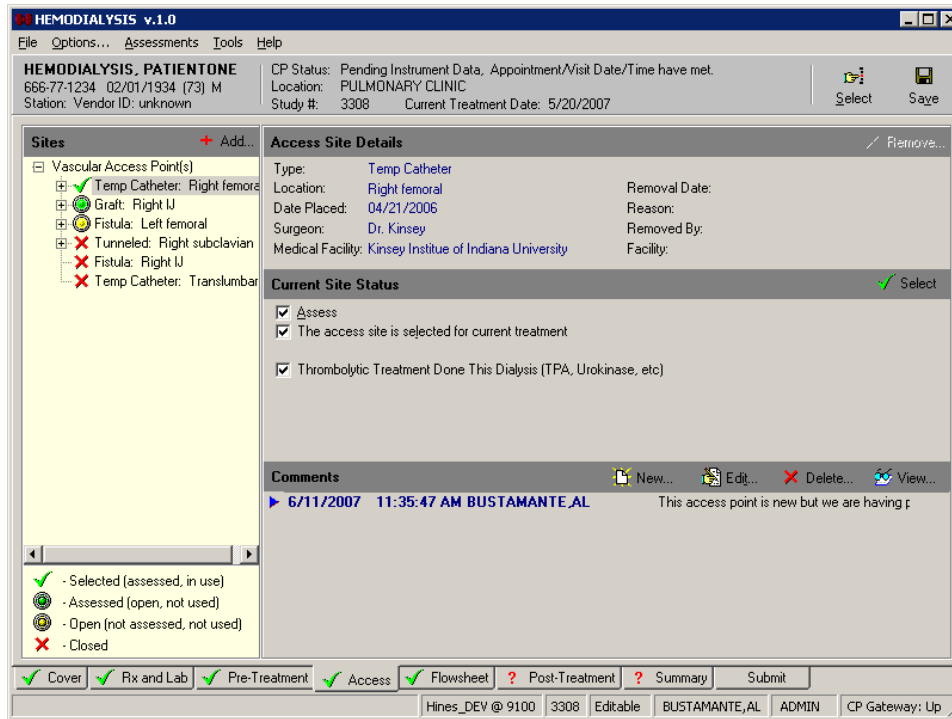 HEMODIALYSIS v.1.0
File Options... Assessments Tools Help
HEMODIALYSIS, PATIENTONE
666-77-1234 02/01/1934 (73) M
Station: Vendor ID: unknown
CP Status: Pending Instrument Data, Appointment/Visit Date/Time have met.
Location: PULMONARY CLINIC
Study #: 3308 Current Treatment Date: 5/20/2007
Select Save
Sites Add...
Vascular Access Point(s)
Temp Catheter: Right femora
Graft: Right IJ
Fistula: Left femoral
Tunneled: Right subclavian
Fistula: Right IJ
Temp Catheter: Translumbar
- Selected (assessed, in use)
- Assessed (open, not used)
- Open (not assessed, not used)
- Closed
Access Site Details Remove...
Type: Temp Catheter
Location: Right femoral Removal Date:
Date Placed: 04/21/2006 Reason:
Surgeon: Dr. Kinsey Removed By:
Medical Facility: Kinsey Institue of Indiana University Facility:
Current Site Status Select
Assess
The access site is selected for current treatment
Thrombolytic Treatment Done This Dialysis (TPA, Urokinase, etc)
Comments New... Edit... Delete... View...
6/11/2007 11:35:47 AM BUSTAMANTE,AL This access point is new but we are having p
Cover Rx and Lab Pre-Treatment Access Flowsheet ? Post-Treatment ? Summary Submit
Hines_DEV @ 9100 3308 Editable BUSTAMANTE,AL ADMIN CP Gateway: Up